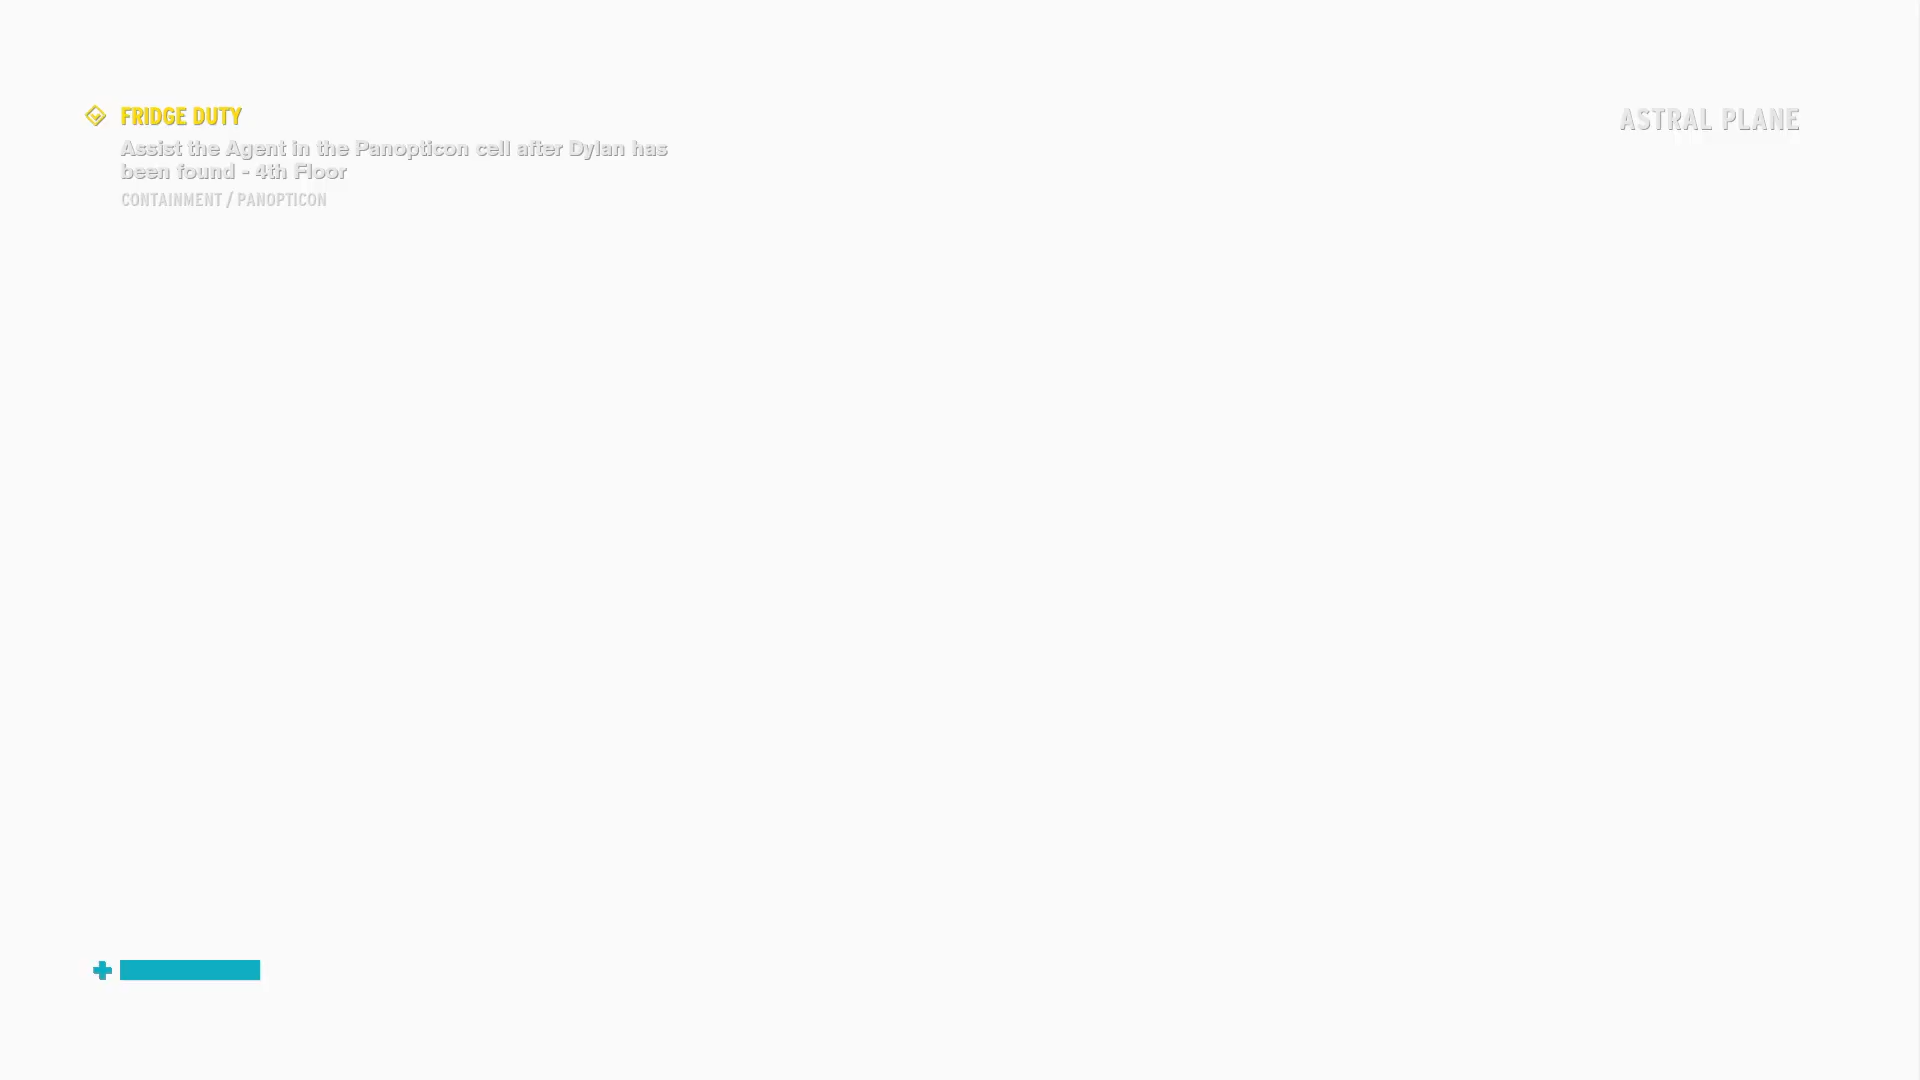 FRIDGE DUTY
Assist the Agent in the Panopticon cell after Dylan has
been found - 4th Floor
CONTAINMENT / PANOPTICON
ASTRAL PLANE